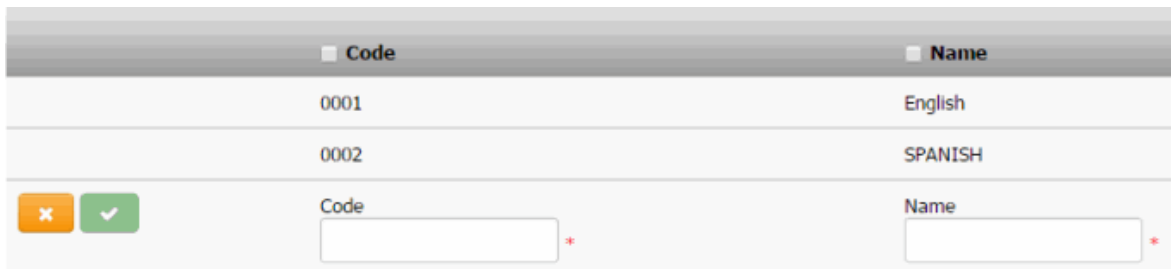 Code Name
0001 English
0002 SPANISH
Code Name
* *